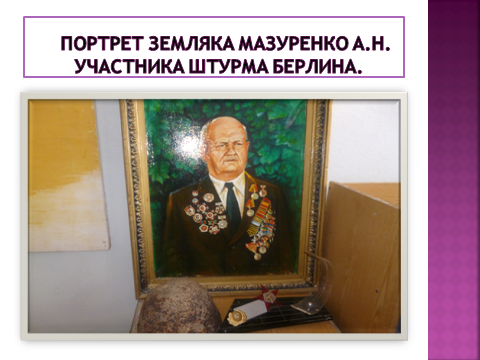 ПОРТРЕТ ЗЕМЛЯКА МАЗУРЕНКО А.Н.
УЧАСТНИКА ШТУРМА БЕРЛИНА.